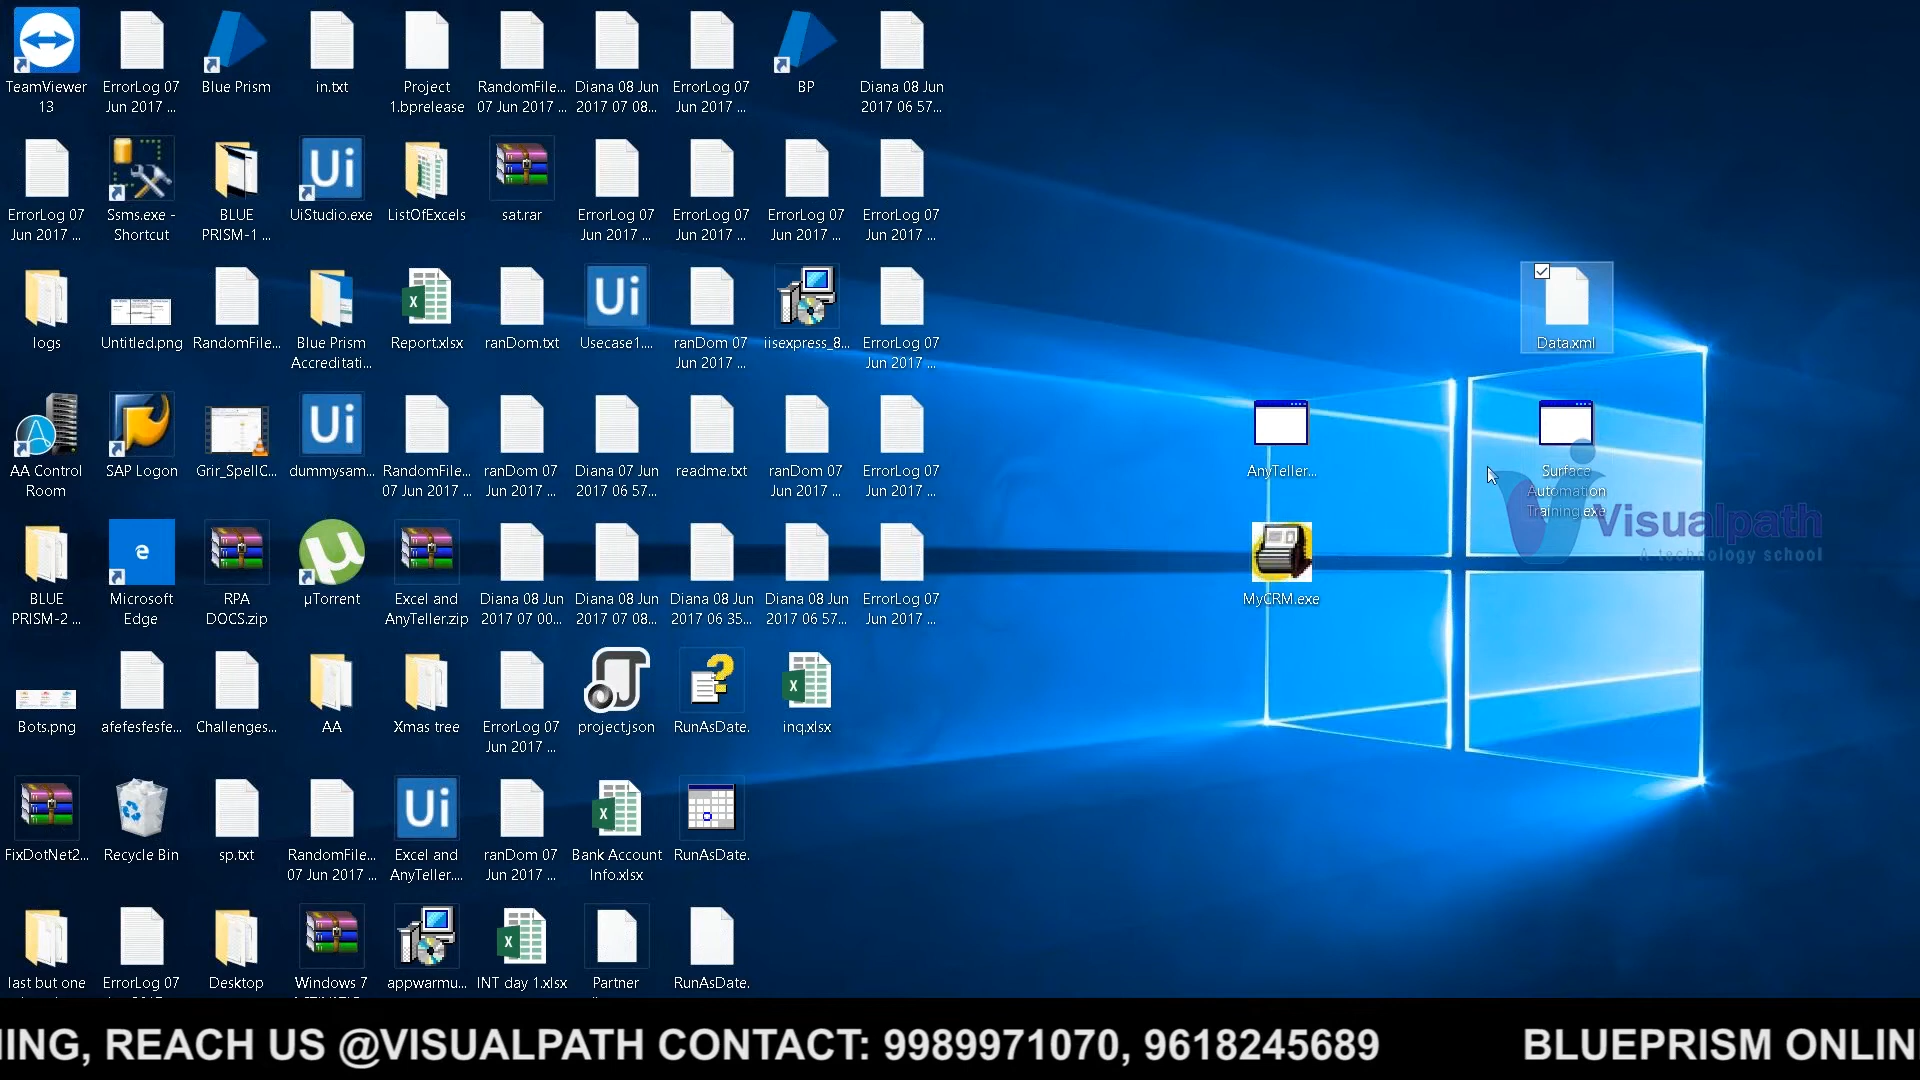 TeamViewer 13
ErrorLog 07 Jun 2017 ...
Blue Prism
in.txt
Project 1.bprelease
RandomFile... 07 Jun 2017 ...
Diana 08 Jun 2017 07 08...
ErrorLog 07 Jun 2017 ...
BP
Diana 08 Jun 2017 06 57...
ErrorLog 07 Jun 2017 ...
Ssms.exe - Shortcut
BLUE PRISM-1 ...
UiStudio.exe
ListOfExcels
sat.rar
ErrorLog 07 Jun 2017 ...
ErrorLog 07 Jun 2017 ...
ErrorLog 07 Jun 2017 ...
ErrorLog 07 Jun 2017 ...
logs
Untitled.png
RandomFile...
Blue Prism Accreditati...
Report.xlsx
ranDom.txt
Usecase1....
ranDom 07 Jun 2017 ...
iisexpress_8...
ErrorLog 07 Jun 2017 ...
Data.xml
AA Control Room
SAP Logon
Grir_SpellC...
dummysam...
RandomFile... 07 Jun 2017 ...
ranDom 07 Jun 2017 ...
Diana 07 Jun 2017 06 57...
readme.txt
ranDom 07 Jun 2017 ...
ErrorLog 07 Jun 2017 ...
AnyTeller...
Surface Automation Training.exe
Visualpath
A technology school
BLUE PRISM-2 ...
Microsoft Edge
RPA DOCS.zip
µTorrent
Excel and AnyTeller.zip
Diana 08 Jun 2017 07 00...
Diana 08 Jun 2017 07 08...
Diana 08 Jun 2017 06 35...
Diana 08 Jun 2017 06 57...
ErrorLog 07 Jun 2017 ...
MyCRM.exe
Bots.png
afefesfesfe...
Challenges...
AA
Xmas tree
ErrorLog 07 Jun 2017 ...
project.json
RunAsDate.
inq.xlsx
FixDotNet2...
Recycle Bin
sp.txt
RandomFile... 07 Jun 2017 ...
Excel and AnyTeller....
ranDom 07 Jun 2017 ...
Bank Account Info.xlsx
RunAsDate.
last but one
ErrorLog 07
Desktop
Windows 7
appwarmu...
INT day 1.xlsx
Partner
RunAsDate.
NING, REACH US @VISUALPATH CONTACT: 9989971070, 9618245689 BLUEPRISM ONLIN